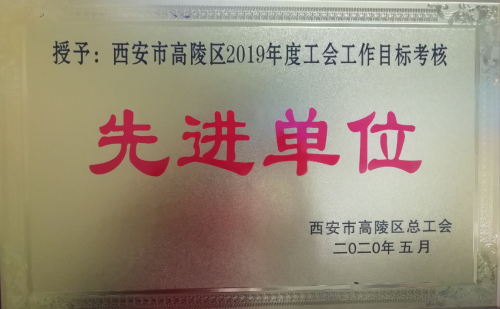 授予：西安市高陵区2019年度工会工作目标考核
先进单位
西安市高陵区总工会
二〇二〇年五月